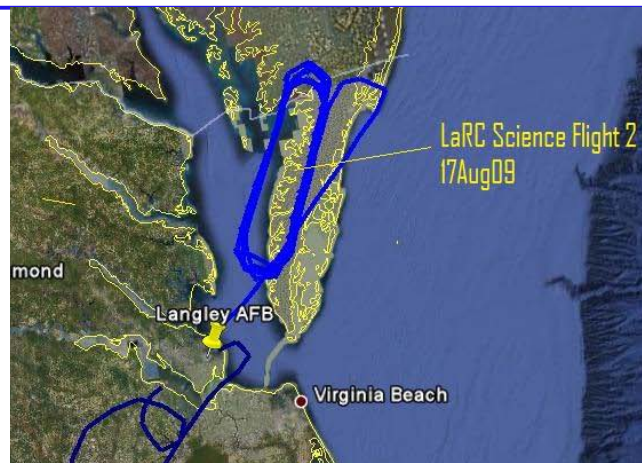 LaRC Science Flight 2
17Aug09
mond
Langley AFB
Virginia Beach